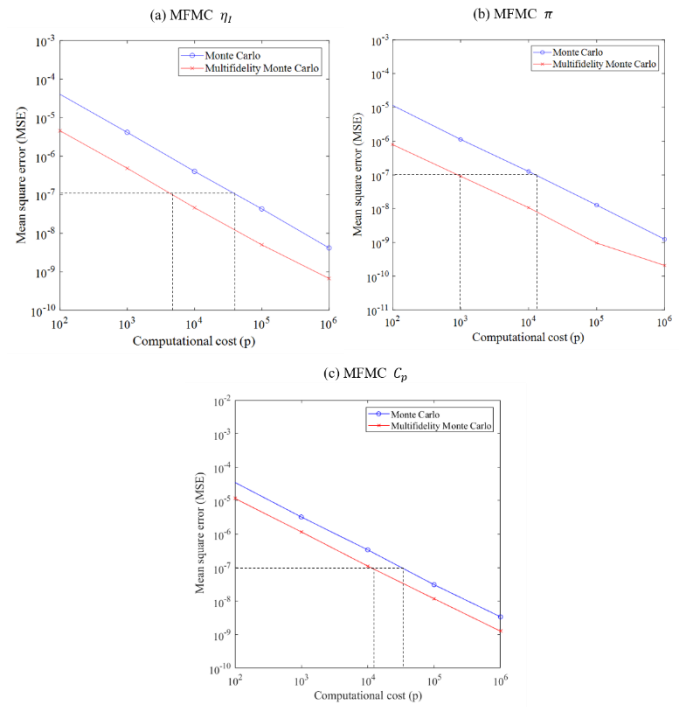 (a) MFMC η_I
10^-3
10^-4
10^-5
10^-6
10^-7
10^-8
10^-9
10^-10
Mean square error (MSE)
Monte Carlo
Multifidelity Monte Carlo
10^2 10^3 10^4 10^5 10^6
Computational cost (p)
(b) MFMC π
10^-3
10^-4
10^-5
10^-6
10^-7
10^-8
10^-9
10^-10
10^-11
Mean square error (MSE)
Monte Carlo
Multifidelity Monte Carlo
10^2 10^3 10^4 10^5 10^6
Computational cost (p)
(c) MFMC C_p
10^-2
10^-3
10^-4
10^-5
10^-6
10^-7
10^-8
10^-9
10^-10
Mean square error (MSE)
Monte Carlo
Multifidelity Monte Carlo
10^2 10^3 10^4 10^5 10^6
Computational cost (p)